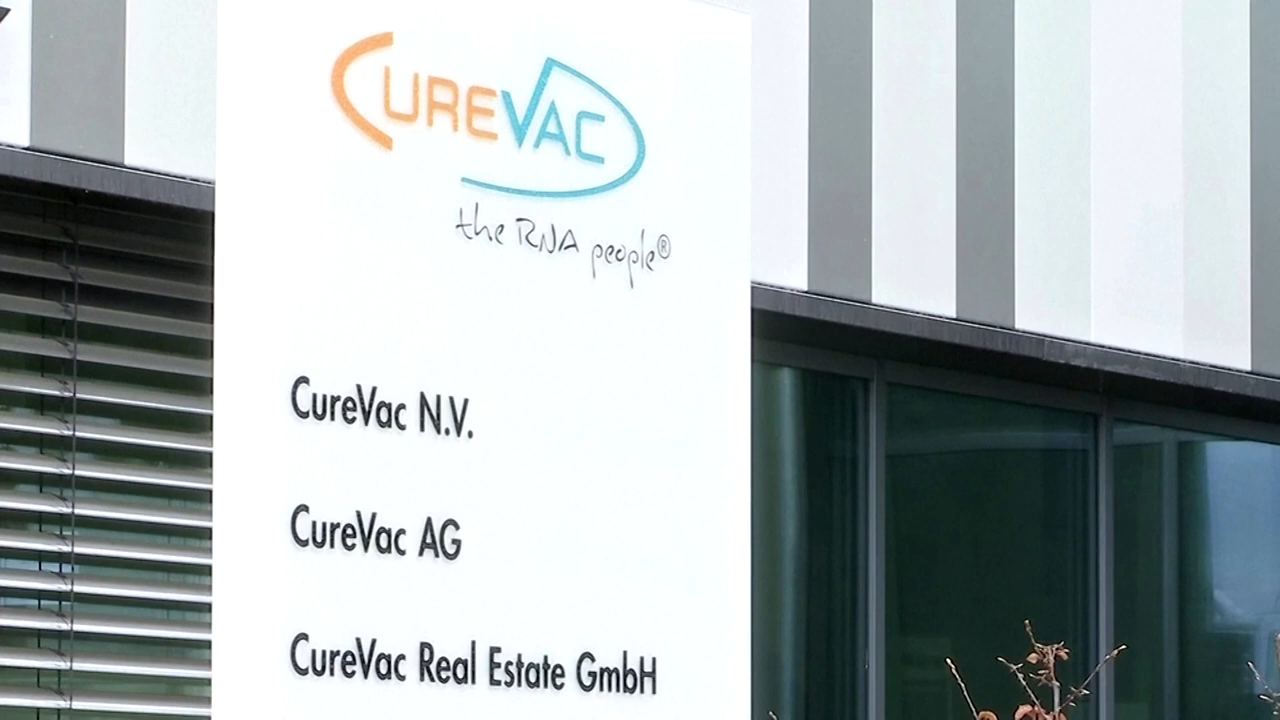 CUREVAC
the RNA people®
CureVac N.V.
CureVac AG
CureVac Real Estate GmbH